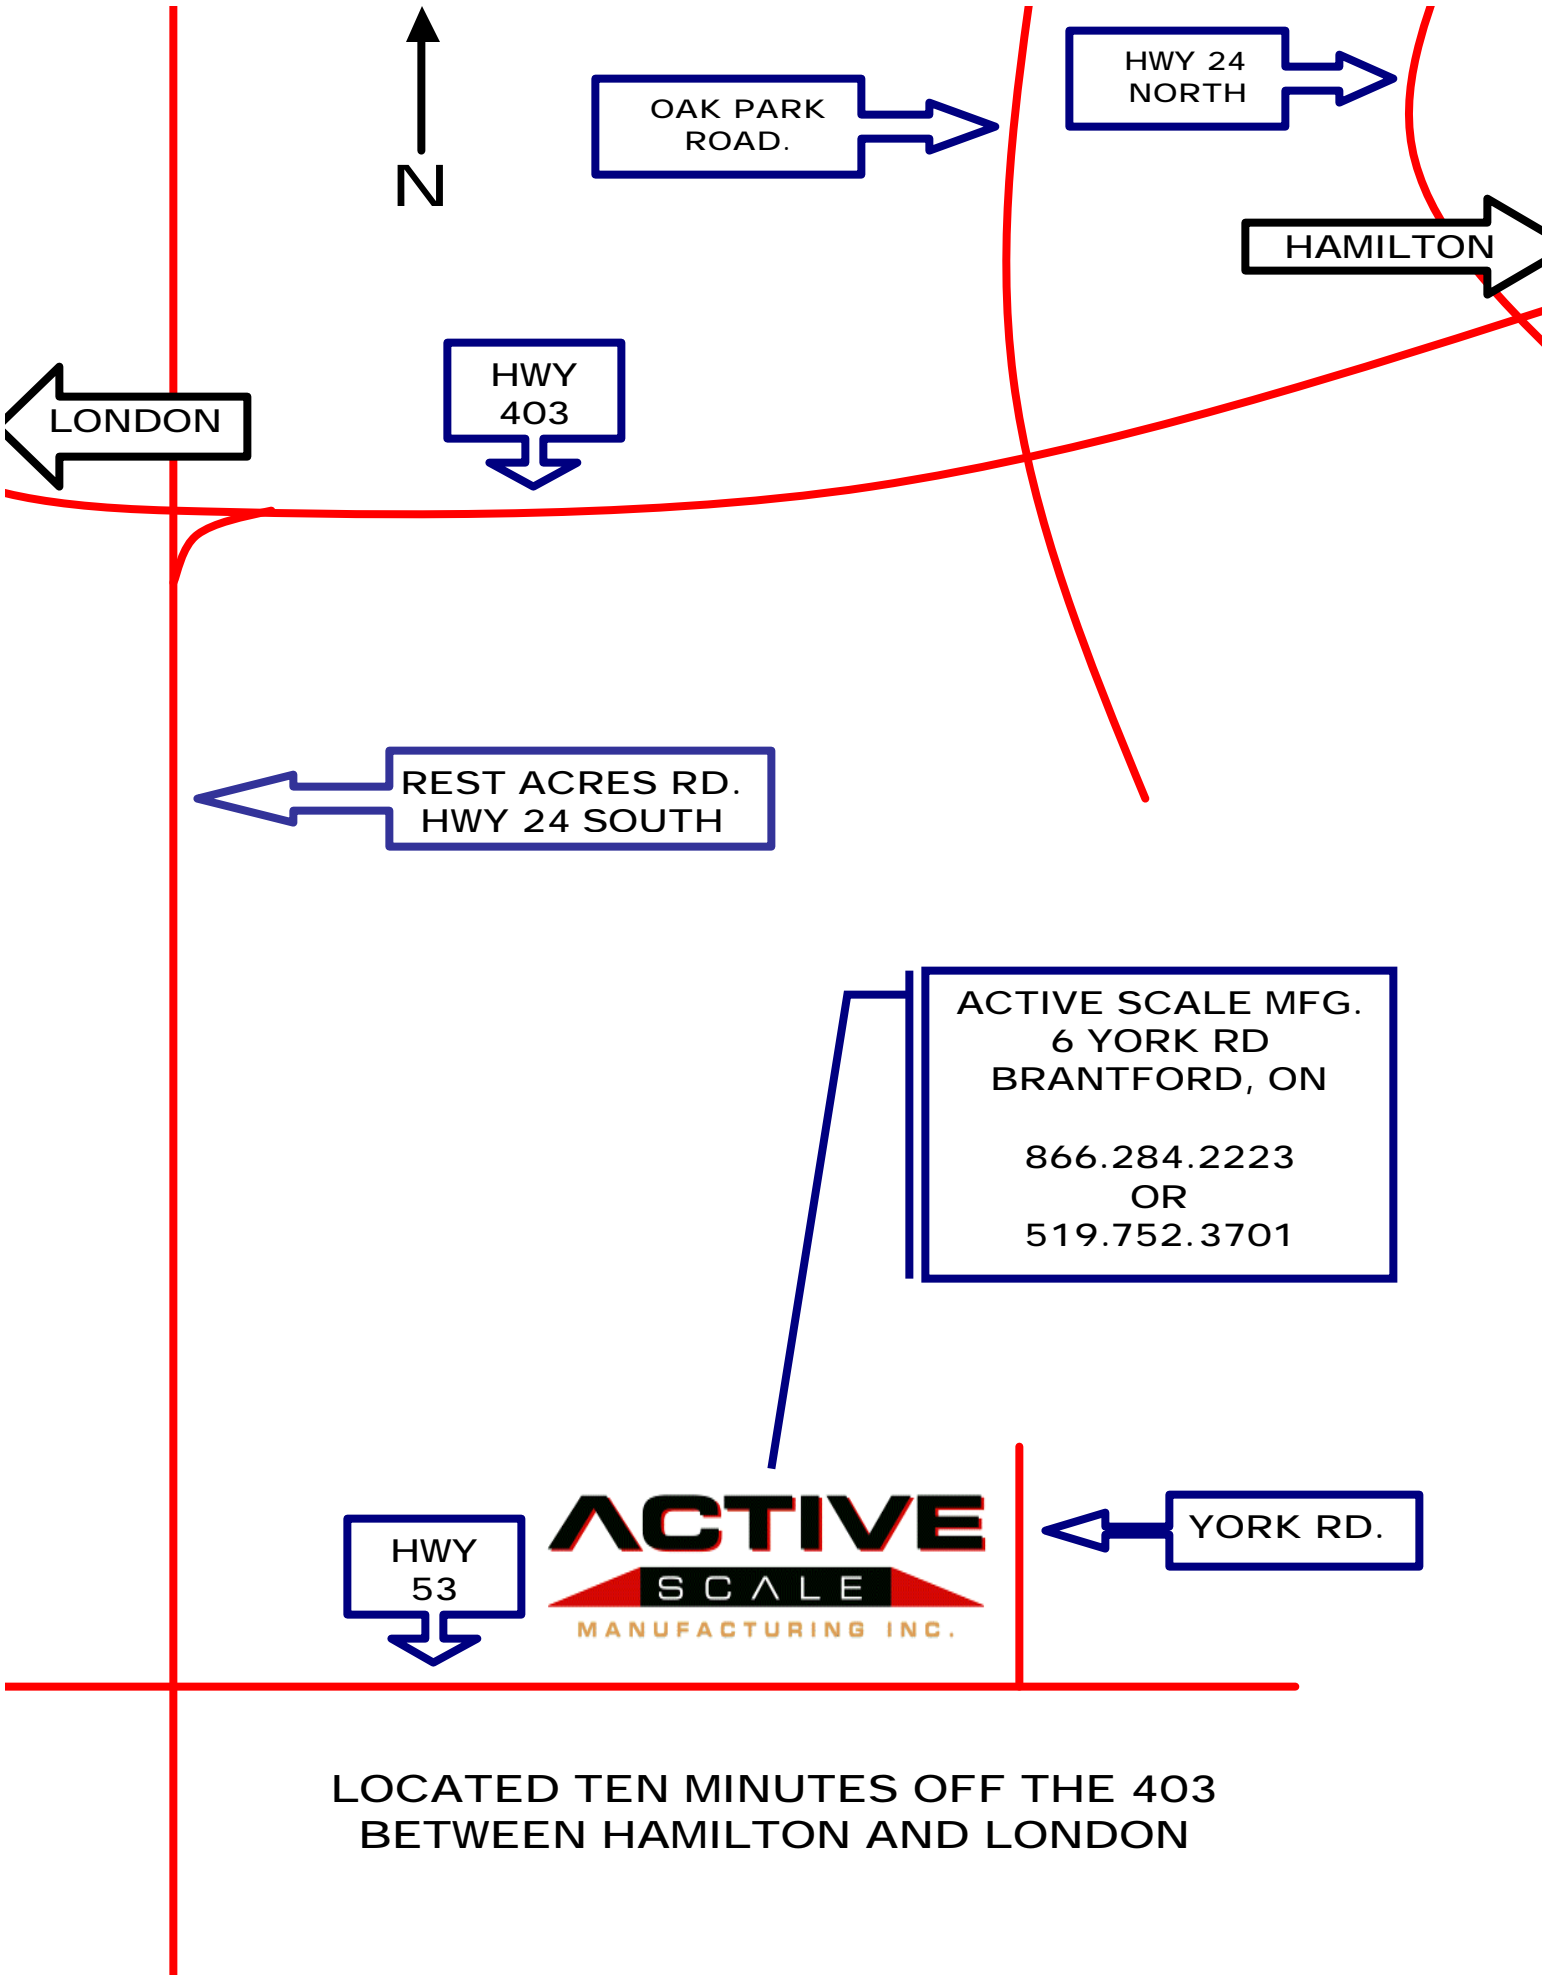 N
OAK PARK
ROAD.
HWY 24
NORTH
HAMILTON
HWY
403
LONDON
REST ACRES RD.
HWY 24 SOUTH
ACTIVE SCALE MFG.
6 YORK RD
BRANTFORD, ON
866.284.2223
OR
519.752.3701
HWY
53
ACTIVE
SCALE
MANUFACTURING INC.
YORK RD.
LOCATED TEN MINUTES OFF THE 403
BETWEEN HAMILTON AND LONDON